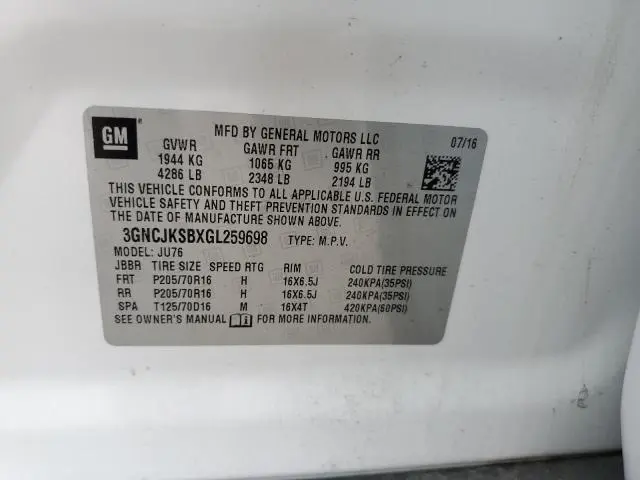 GM
MFD BY GENERAL MOTORS LLC 07/16
GVWR GAWR FRT GAWR RR
1944 KG 1065 KG 995 KG
4286 LB 2348 LB 2194 LB
THIS VEHICLE CONFORMS TO ALL APPLICABLE U.S. FEDERAL MOTOR
VEHICLE SAFETY AND THEFT PREVENTION STANDARDS IN EFFECT ON
THE DATE OF MANUFACTURE SHOWN ABOVE.
3GNCJKSBXGL259698 TYPE: M.P.V.
MODEL: JU76
JBBR TIRE SIZE SPEED RTG RIM COLD TIRE PRESSURE
FRT P205/70R16 H 16X6.5J 240KPA(35PSI)
RR P205/70R16 H 16X6.5J 240KPA(35PSI)
SPA T125/70D16 M 16X4T 420KPA(60PSI)
SEE OWNER'S MANUAL FOR ADDITIONAL INFORMATION.